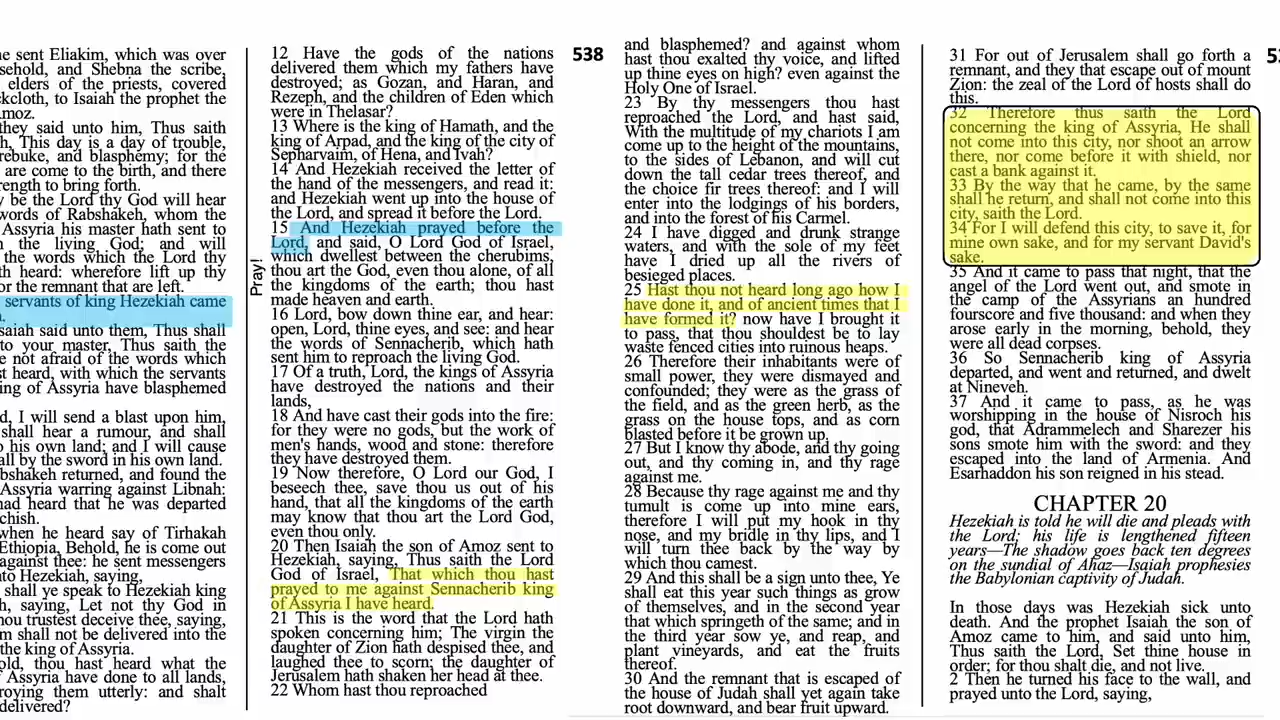 e sent Eliakim, which was over
sehold, and Shebna the scribe,
elders of the priests, covered
ckcloth, to Isaiah the prophet the
moz.
they said unto him, Thus saith
h, This day is a day of trouble,
rebuke, and blasphemy; for the
are come to the birth, and there
rength to bring forth.
y be the Lord thy God will hear
words of Rabshakeh, whom the
Assyria his master hath sent to
h the living God; and will
the words which the Lord thy
th heard: wherefore lift up thy
or the remnant that are left.
servants of king Hezekiah came
saiah said unto them, Thus shall
to your master, Thus saith the
e not afraid of the words which
st heard, with which the servants
ing of Assyria have blasphemed
d, I will send a blast upon him,
shall hear a rumour, and shall
o his own land; and I will cause
all by the sword in his own land.
bshakeh returned, and found the
Assyria warring against Libnah:
had heard that he was departed
chish.
when he heard say of Tirhakah
Ethiopia, Behold, he is come out
against thee: he sent messengers
nto Hezekiah, saying,
shall ye speak to Hezekiah king
h, saying, Let not thy God in
hou trustest deceive thee, saying,
m shall not be delivered into the
the king of Assyria.
old, thou hast heard what the
f Assyria have done to all lands,
roying them utterly: and shalt
delivered?
Pray!
12 Have the gods of the nations
delivered them which my fathers have
destroyed; as Gozan, and Haran, and
Rezeph, and the children of Eden which
were in Thelasar?
13 Where is the king of Hamath, and the
king of Arpad, and the king of the city of
Sepharvaim, of Hena, and Ivah?
14 And Hezekiah received the letter of
the hand of the messengers, and read it:
and Hezekiah went up into the house of
the Lord, and spread it before the Lord.
15 And Hezekiah prayed before the
Lord, and said, O Lord God of Israel,
which dwellest between the cherubims,
thou art the God, even thou alone, of all
the kingdoms of the earth; thou hast
made heaven and earth.
16 Lord, bow down thine ear, and hear:
open, Lord, thine eyes, and see: and hear
the words of Sennacherib, which hath
sent him to reproach the living God.
17 Of a truth, Lord, the kings of Assyria
have destroyed the nations and their
lands,
18 And have cast their gods into the fire:
for they were no gods, but the work of
men's hands, wood and stone: therefore
they have destroyed them.
19 Now therefore, O Lord our God, I
beseech thee, save thou us out of his
hand, that all the kingdoms of the earth
may know that thou art the Lord God,
even thou only.
20 Then Isaiah the son of Amoz sent to
Hezekiah, saying, Thus saith the Lord
God of Israel, That which thou hast
prayed to me against Sennacherib king
of Assyria I have heard.
21 This is the word that the Lord hath
spoken concerning him; The virgin the
daughter of Zion hath despised thee, and
laughed thee to scorn; the daughter of
Jerusalem hath shaken her head at thee.
22 Whom hast thou reproached
538
and blasphemed? and against whom
hast thou exalted thy voice, and lifted
up thine eyes on high? even against the
Holy One of Israel.
23 By thy messengers thou hast
reproached the Lord, and hast said,
With the multitude of my chariots I am
come up to the height of the mountains,
to the sides of Lebanon, and will cut
down the tall cedar trees thereof, and
the choice fir trees thereof: and I will
enter into the lodgings of his borders,
and into the forest of his Carmel.
24 I have digged and drunk strange
waters, and with the sole of my feet
have I dried up all the rivers of
besieged places.
25 Hast thou not heard long ago how I
have done it, and of ancient times that I
have formed it? now have I brought it
to pass, that thou shouldest be to lay
waste fenced cities into ruinous heaps.
26 Therefore their inhabitants were of
small power, they were dismayed and
confounded; they were as the grass of
the field, and as the green herb, as the
grass on the house tops, and as corn
blasted before it be grown up.
27 But I know thy abode, and thy going
out, and thy coming in, and thy rage
against me.
28 Because thy rage against me and thy
tumult is come up into mine ears,
therefore I will put my hook in thy
nose, and my bridle in thy lips, and I
will turn thee back by the way by
which thou camest.
29 And this shall be a sign unto thee, Ye
shall eat this year such things as grow
of themselves, and in the second year
that which springeth of the same; and in
the third year sow ye, and reap, and
plant vineyards, and eat the fruits
thereof.
30 And the remnant that is escaped of
the house of Judah shall yet again take
root downward, and bear fruit upward.
31 For out of Jerusalem shall go forth a
remnant, and they that escape out of mount
Zion: the zeal of the Lord of hosts shall do
this.
32 Therefore thus saith the Lord
concerning the king of Assyria, He shall
not come into this city, nor shoot an arrow
there, nor come before it with shield, nor
cast a bank against it.
33 By the way that he came, by the same
shall he return, and shall not come into this
city, saith the Lord.
34 For I will defend this city, to save it, for
mine own sake, and for my servant David's
sake.
35 And it came to pass that night, that the
angel of the Lord went out, and smote in
the camp of the Assyrians an hundred
fourscore and five thousand: and when they
arose early in the morning, behold, they
were all dead corpses.
36 So Sennacherib king of Assyria
departed, and went and returned, and dwelt
at Nineveh.
37 And it came to pass, as he was
worshipping in the house of Nisroch his
god, that Adrammelech and Sharezer his
sons smote him with the sword: and they
escaped into the land of Armenia. And
Esarhaddon his son reigned in his stead.
CHAPTER 20
Hezekiah is told he will die and pleads with
the Lord; his life is lengthened fifteen
years—The shadow goes back ten degrees
on the sundial of Ahaz—Isaiah prophesies
the Babylonian captivity of Judah.
In those days was Hezekiah sick unto
death. And the prophet Isaiah the son of
Amoz came to him, and said unto him,
Thus saith the Lord, Set thine house in
order; for thou shalt die, and not live.
2 Then he turned his face to the wall, and
prayed unto the Lord, saying,